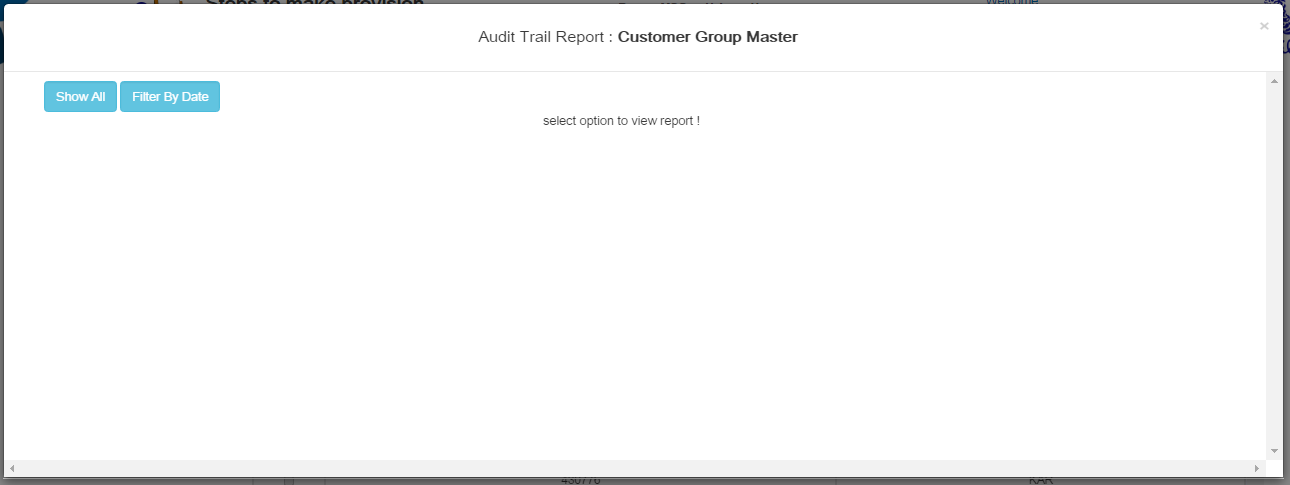 Steps to make provision
Welcome
Audit Trail Report : Customer Group Master
×
Show All
Filter By Date
select option to view report !
430776
KAR